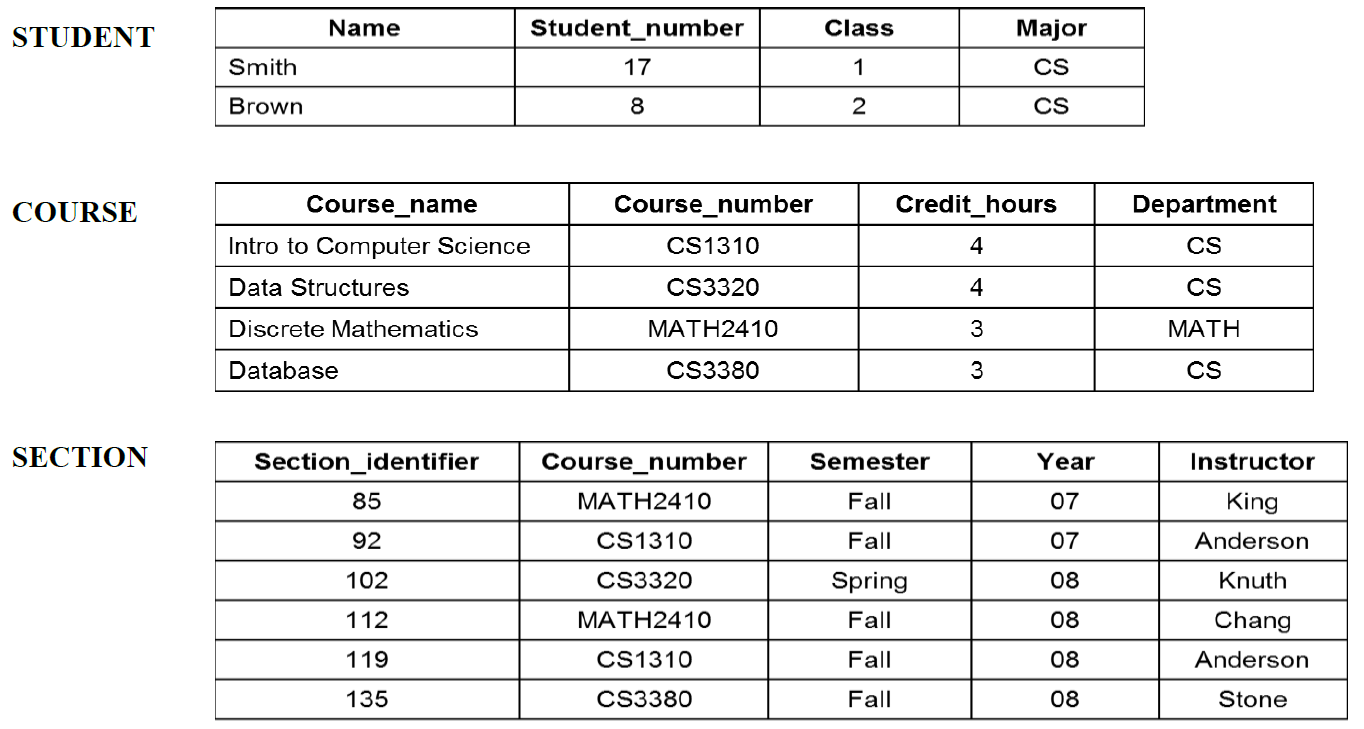 STUDENT
Name Student_number Class Major
Smith 17 1 CS
Brown 8 2 CS
COURSE
Course_name Course_number Credit_hours Department
Intro to Computer Science CS1310 4 CS
Data Structures CS3320 4 CS
Discrete Mathematics MATH2410 3 MATH
Database CS3380 3 CS
SECTION
Section_identifier Course_number Semester Year Instructor
85 MATH2410 Fall 07 King
92 CS1310 Fall 07 Anderson
102 CS3320 Spring 08 Knuth
112 MATH2410 Fall 08 Chang
119 CS1310 Fall 08 Anderson
135 CS3380 Fall 08 Stone